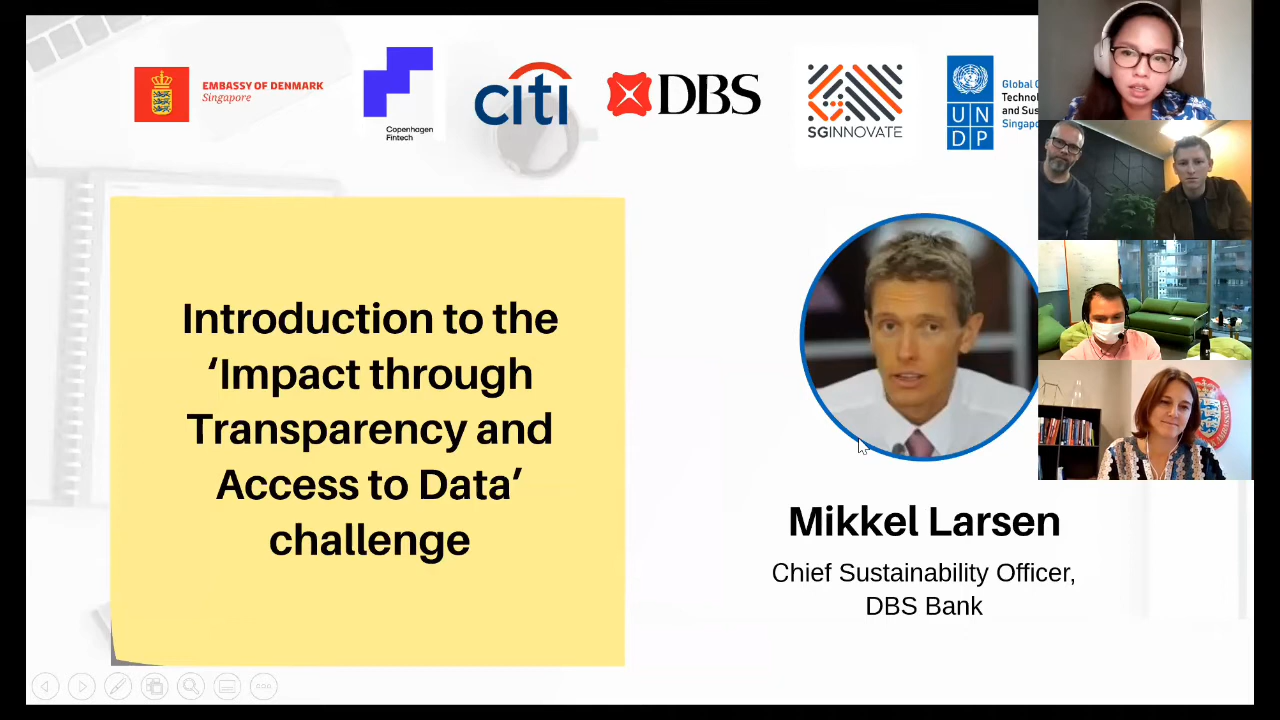 EMBASSY OF DENMARK
Singapore
Copenhagen
Fintech
citi
DBS
SGINNOVATE
U N
D P
Global
Technol
and Sus
Singapo
Introduction to the
‘Impact through
Transparency and
Access to Data’
challenge
Mikkel Larsen
Chief Sustainability Officer,
DBS Bank